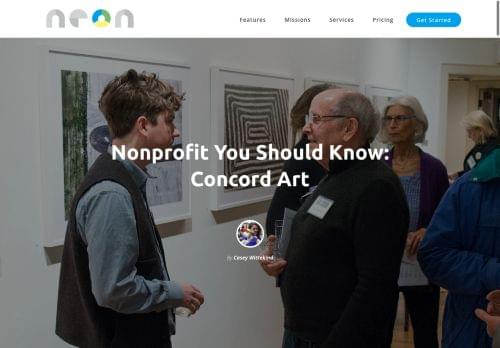 neon
Features
Missions
Services
Pricing
Get Started
Nonprofit You Should Know:
Concord Art
By Casey Wittekind